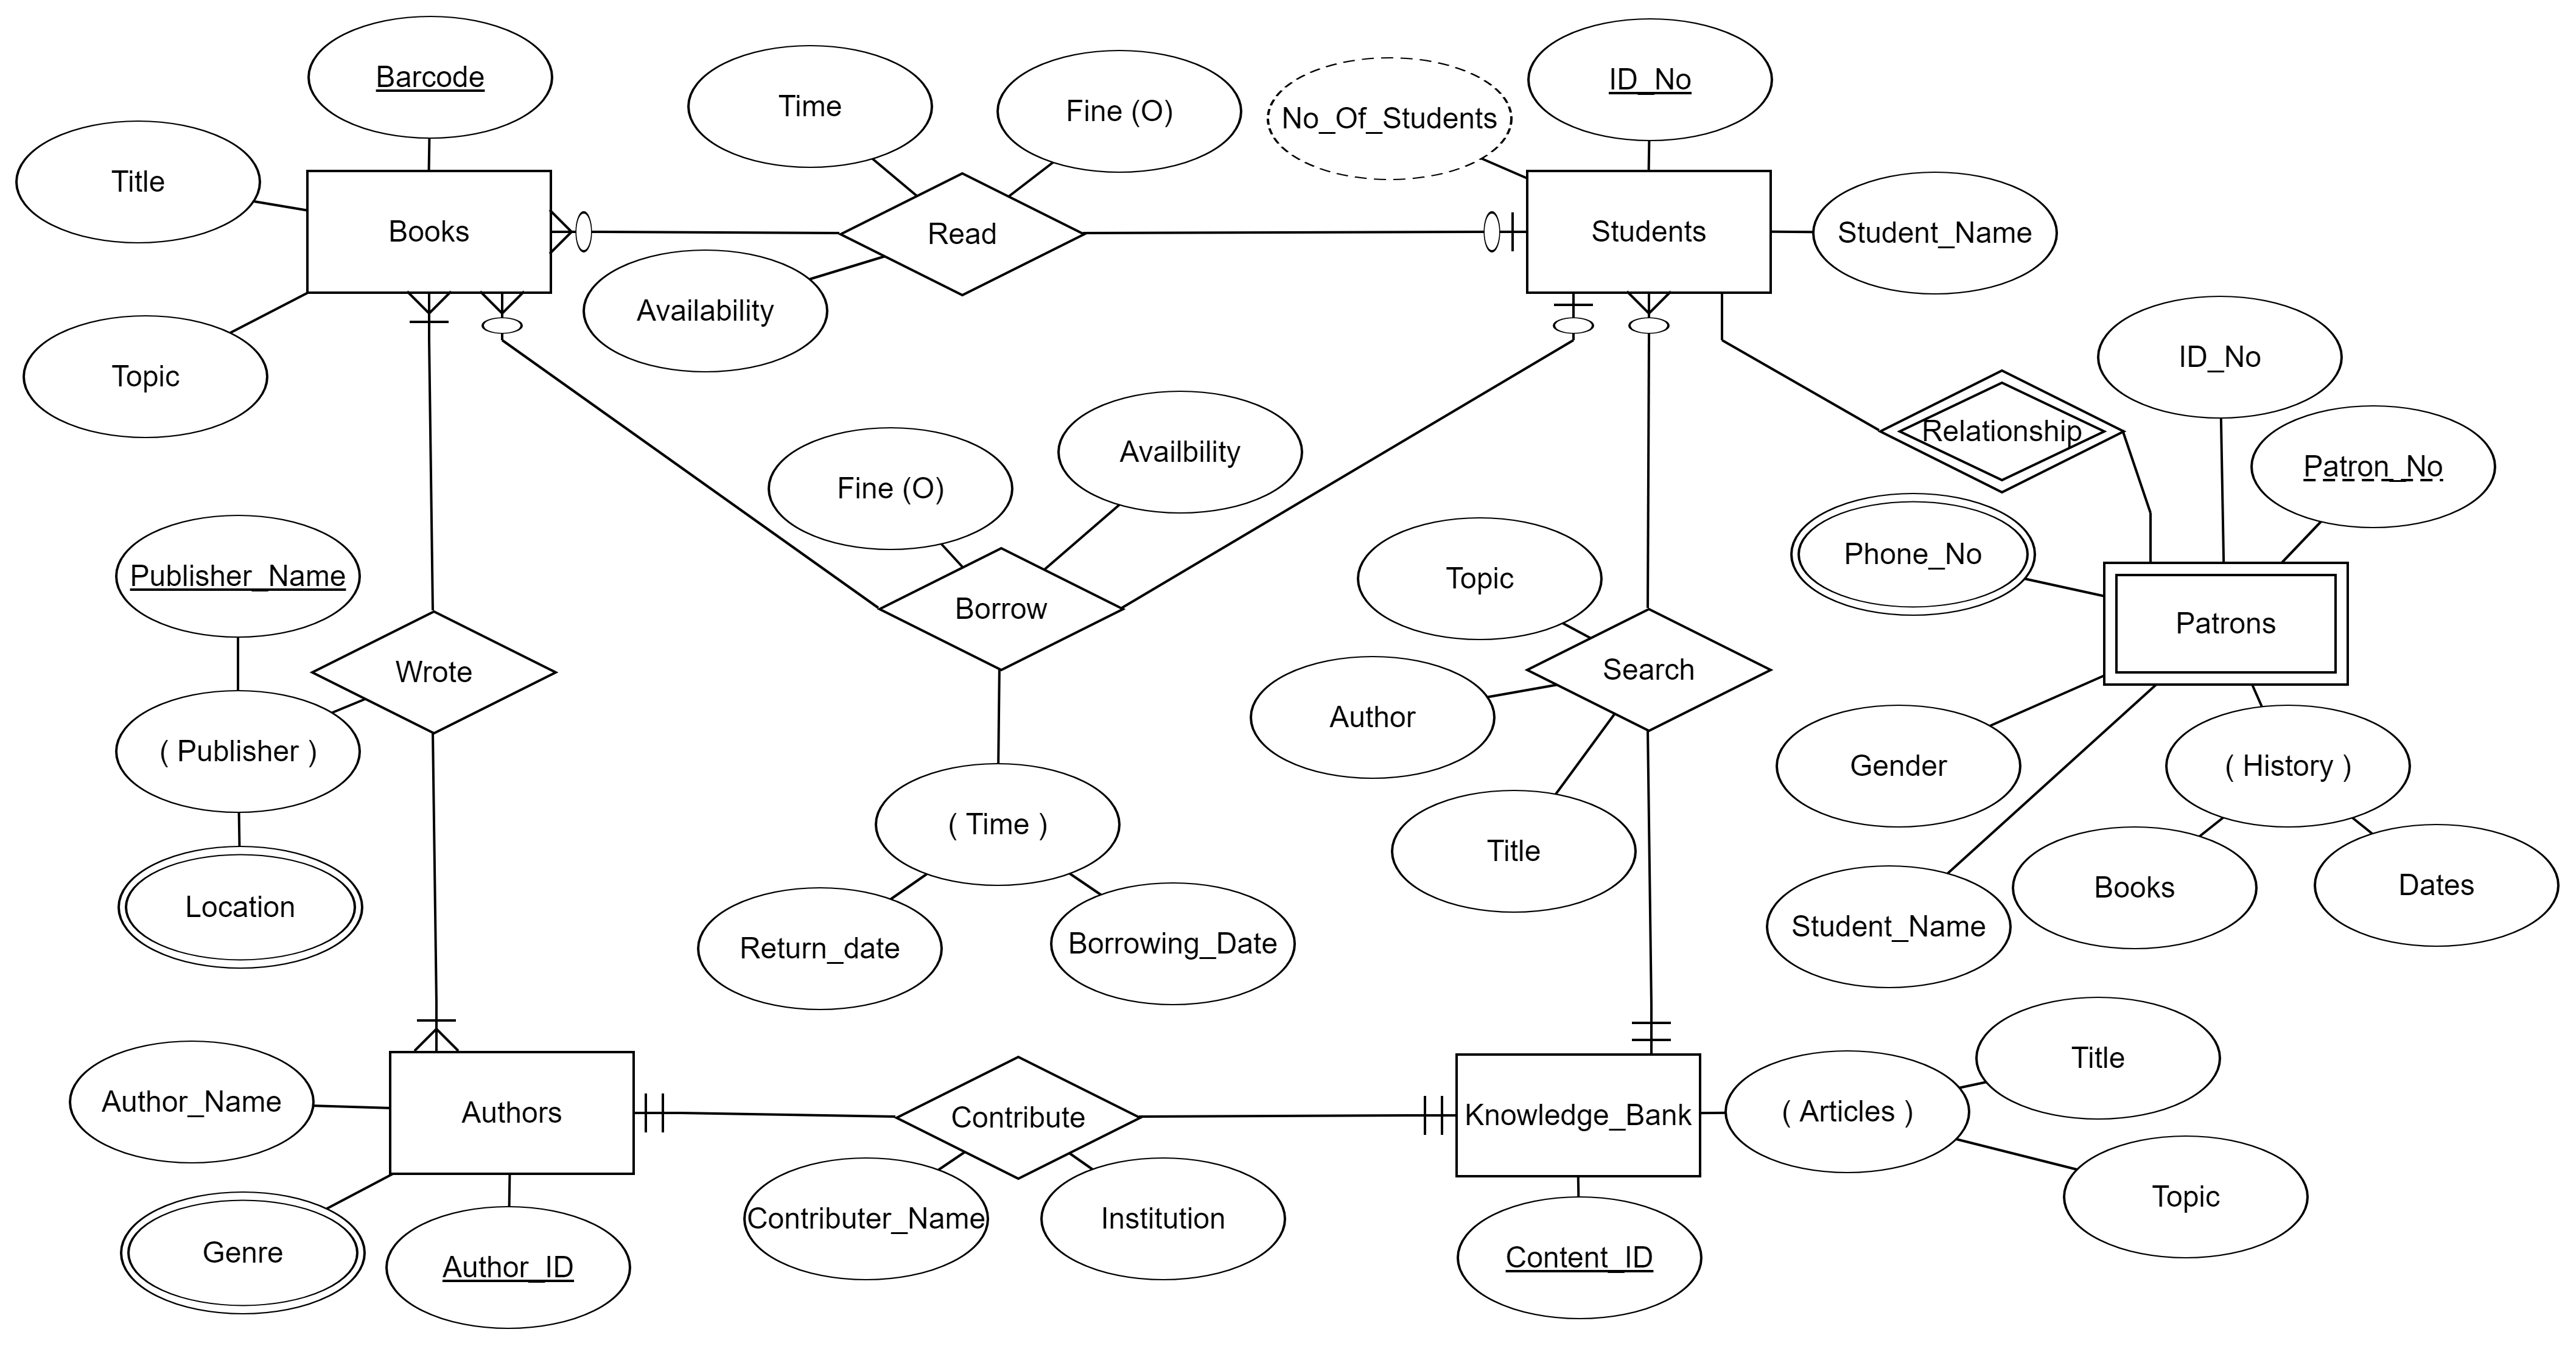 Barcode
Time
Fine (O)
No_Of_Students
ID_No
Title
Books
Read
Students
Student_Name
Availability
Topic
ID_No
Relationship
Patron_No
Fine (O)
Availbility
Phone_No
Publisher_Name
Borrow
Topic
Patrons
Wrote
Search
( Publisher )
Author
Gender
( History )
( Time )
Title
Location
Return_date
Borrowing_Date
Student_Name
Books
Dates
Author_Name
Authors
Contribute
Knowledge_Bank
( Articles )
Title
Genre
Author_ID
Contributer_Name
Institution
Content_ID
Topic